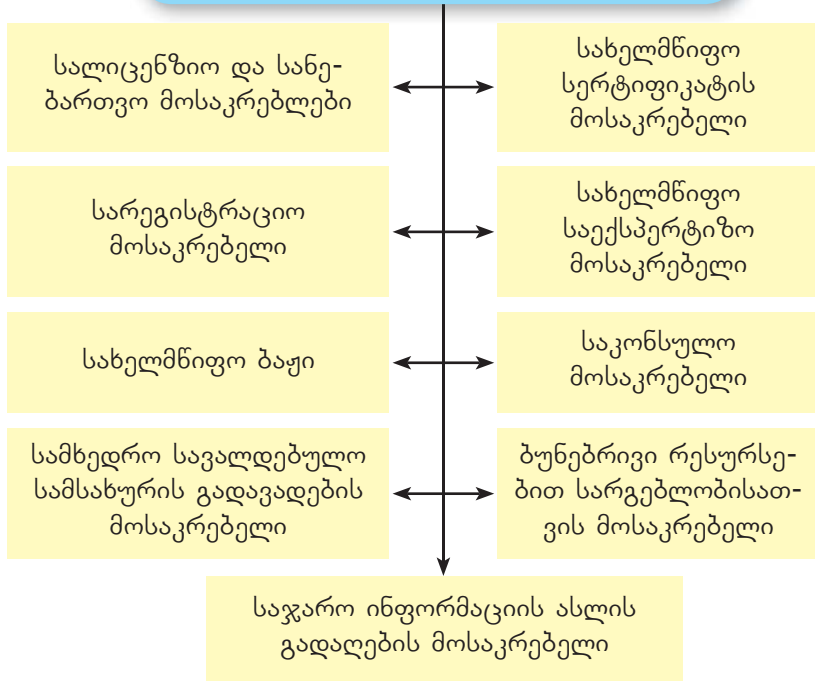 სალიცენზიო და სანე-
ბართვო მოსაკრებლები
სახელმწიფო
სერტიფიკატის
მოსაკრებელი
სარეგისტრაციო
მოსაკრებელი
სახელმწიფო
საექსპერტიზო
მოსაკრებელი
სახელმწიფო ბაჟი
საკონსულო
მოსაკრებელი
სამხედრო სავალდებულო
სამსახურის გადავადების
მოსაკრებელი
ბუნებრივი რესურსე-
ბით სარგებლობისათ-
ვის მოსაკრებელი
საჯარო ინფორმაციის ასლის
გადაღების მოსაკრებელი